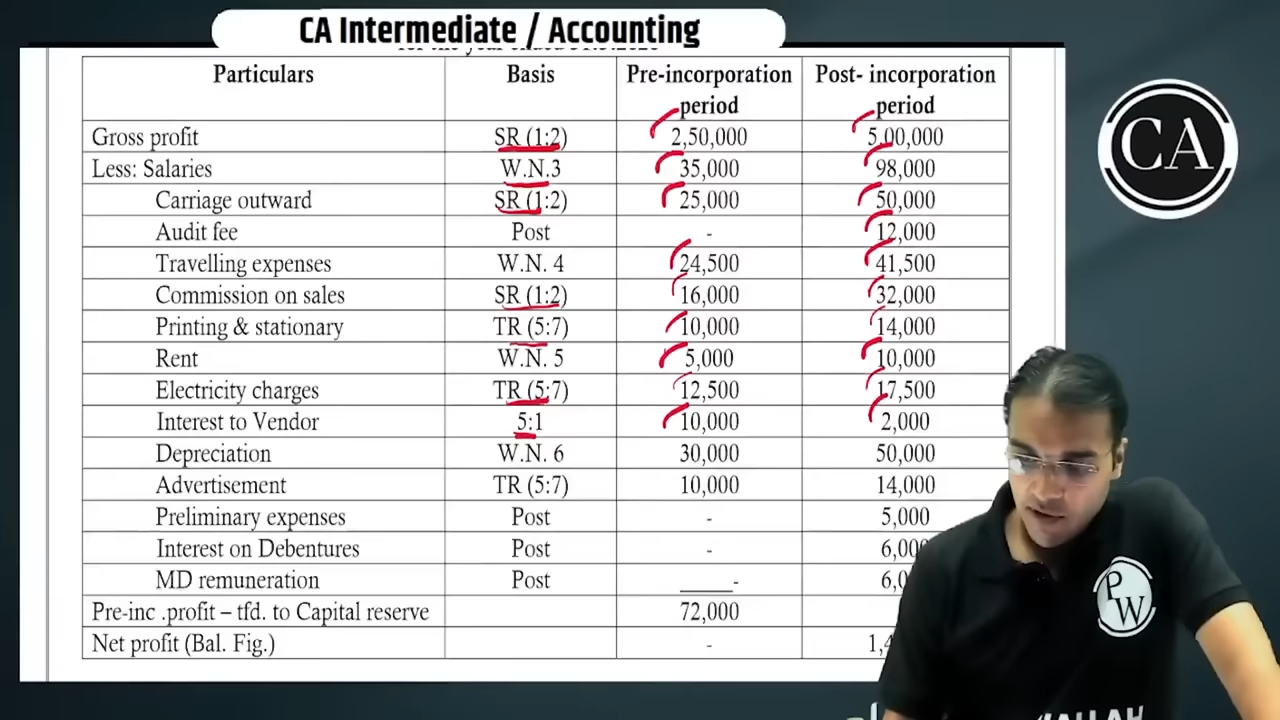 CA Intermediate / Accounting
Particulars Basis Pre-incorporation period Post- incorporation period
Gross profit SR (1:2) 2,50,000 5,00,000
Less: Salaries W.N.3 35,000 98,000
Carriage outward SR (1:2) 25,000 50,000
Audit fee Post - 12,000
Travelling expenses W.N. 4 24,500 41,500
Commission on sales SR (1:2) 16,000 32,000
Printing & stationary TR (5:7) 10,000 14,000
Rent W.N. 5 5,000 10,000
Electricity charges TR (5:7) 12,500 17,500
Interest to Vendor 5:1 10,000 2,000
Depreciation W.N. 6 30,000 50,000
Advertisement TR (5:7) 10,000 14,000
Preliminary expenses Post - 5,000
Interest on Debentures Post -
MD remuneration Post -
Pre-inc .profit – tfd. to Capital reserve 72,000
Net profit (Bal. Fig.) -
CA
PW